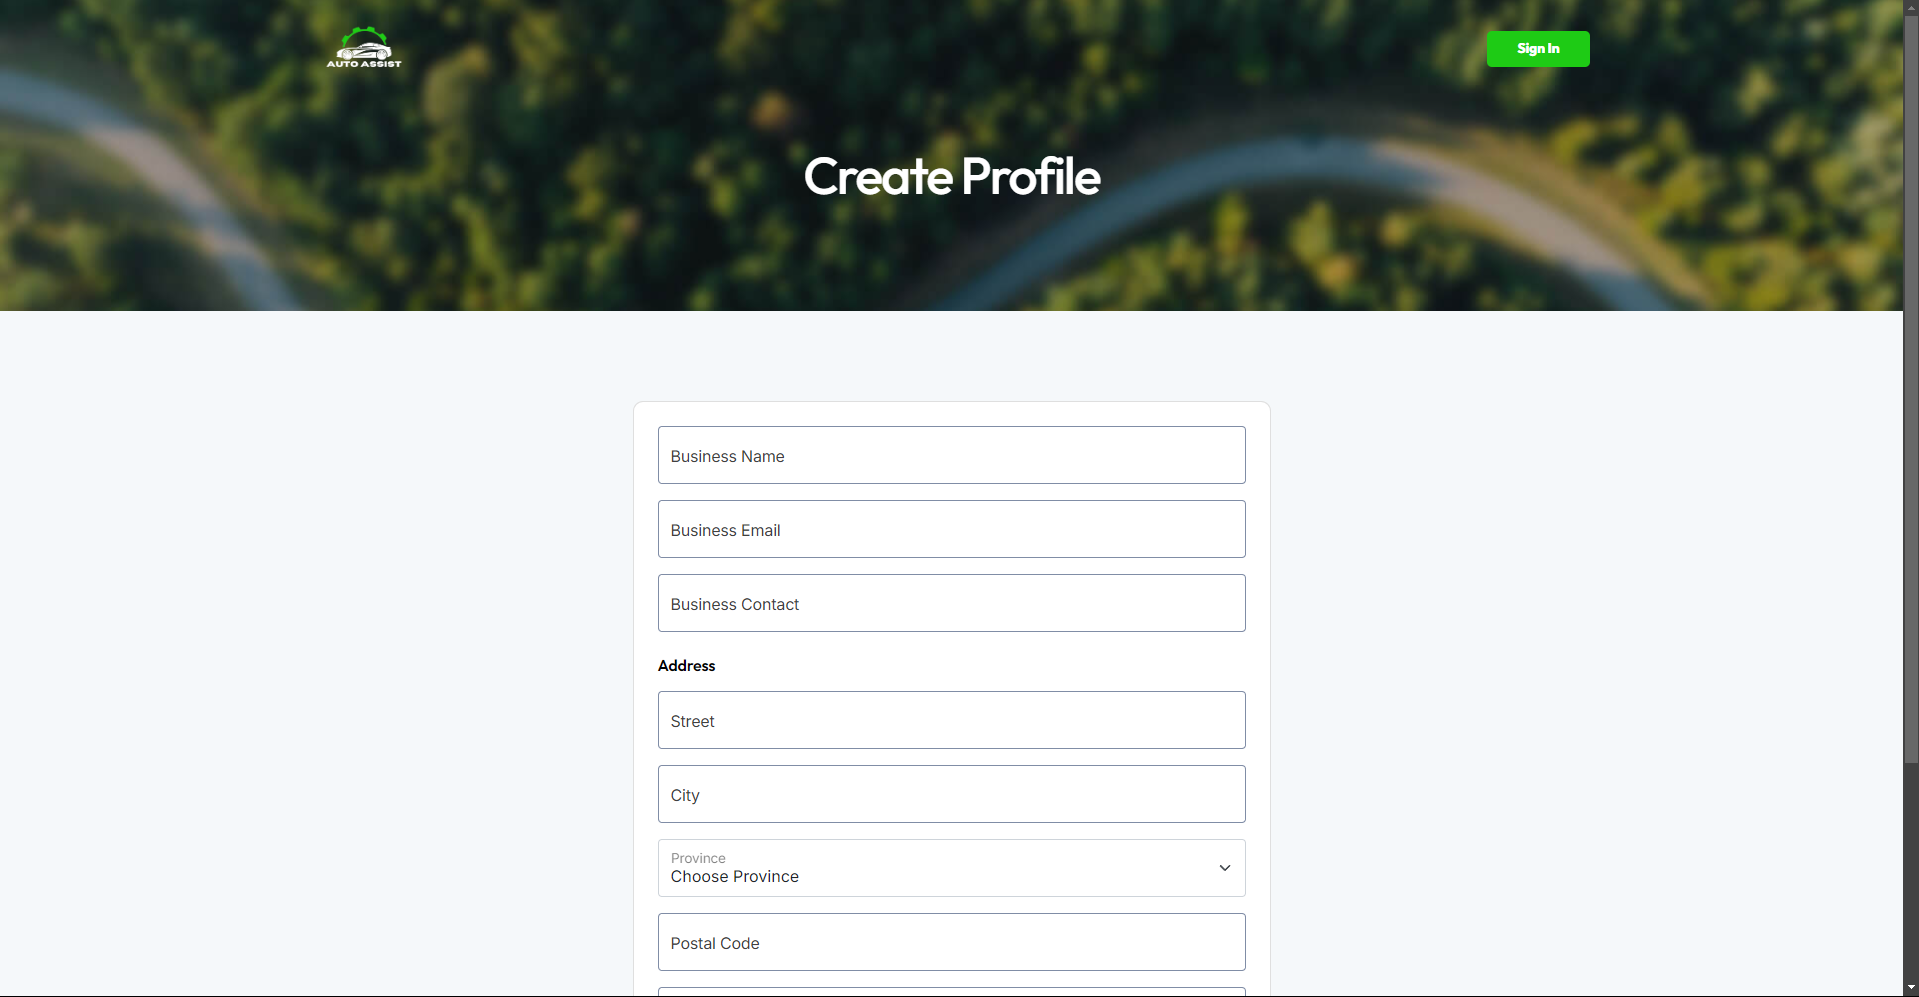 AUTO ASSIST
Sign In
Create Profile
Business Name
Business Email
Business Contact
Address
Street
City
Province
Choose Province
Postal Code